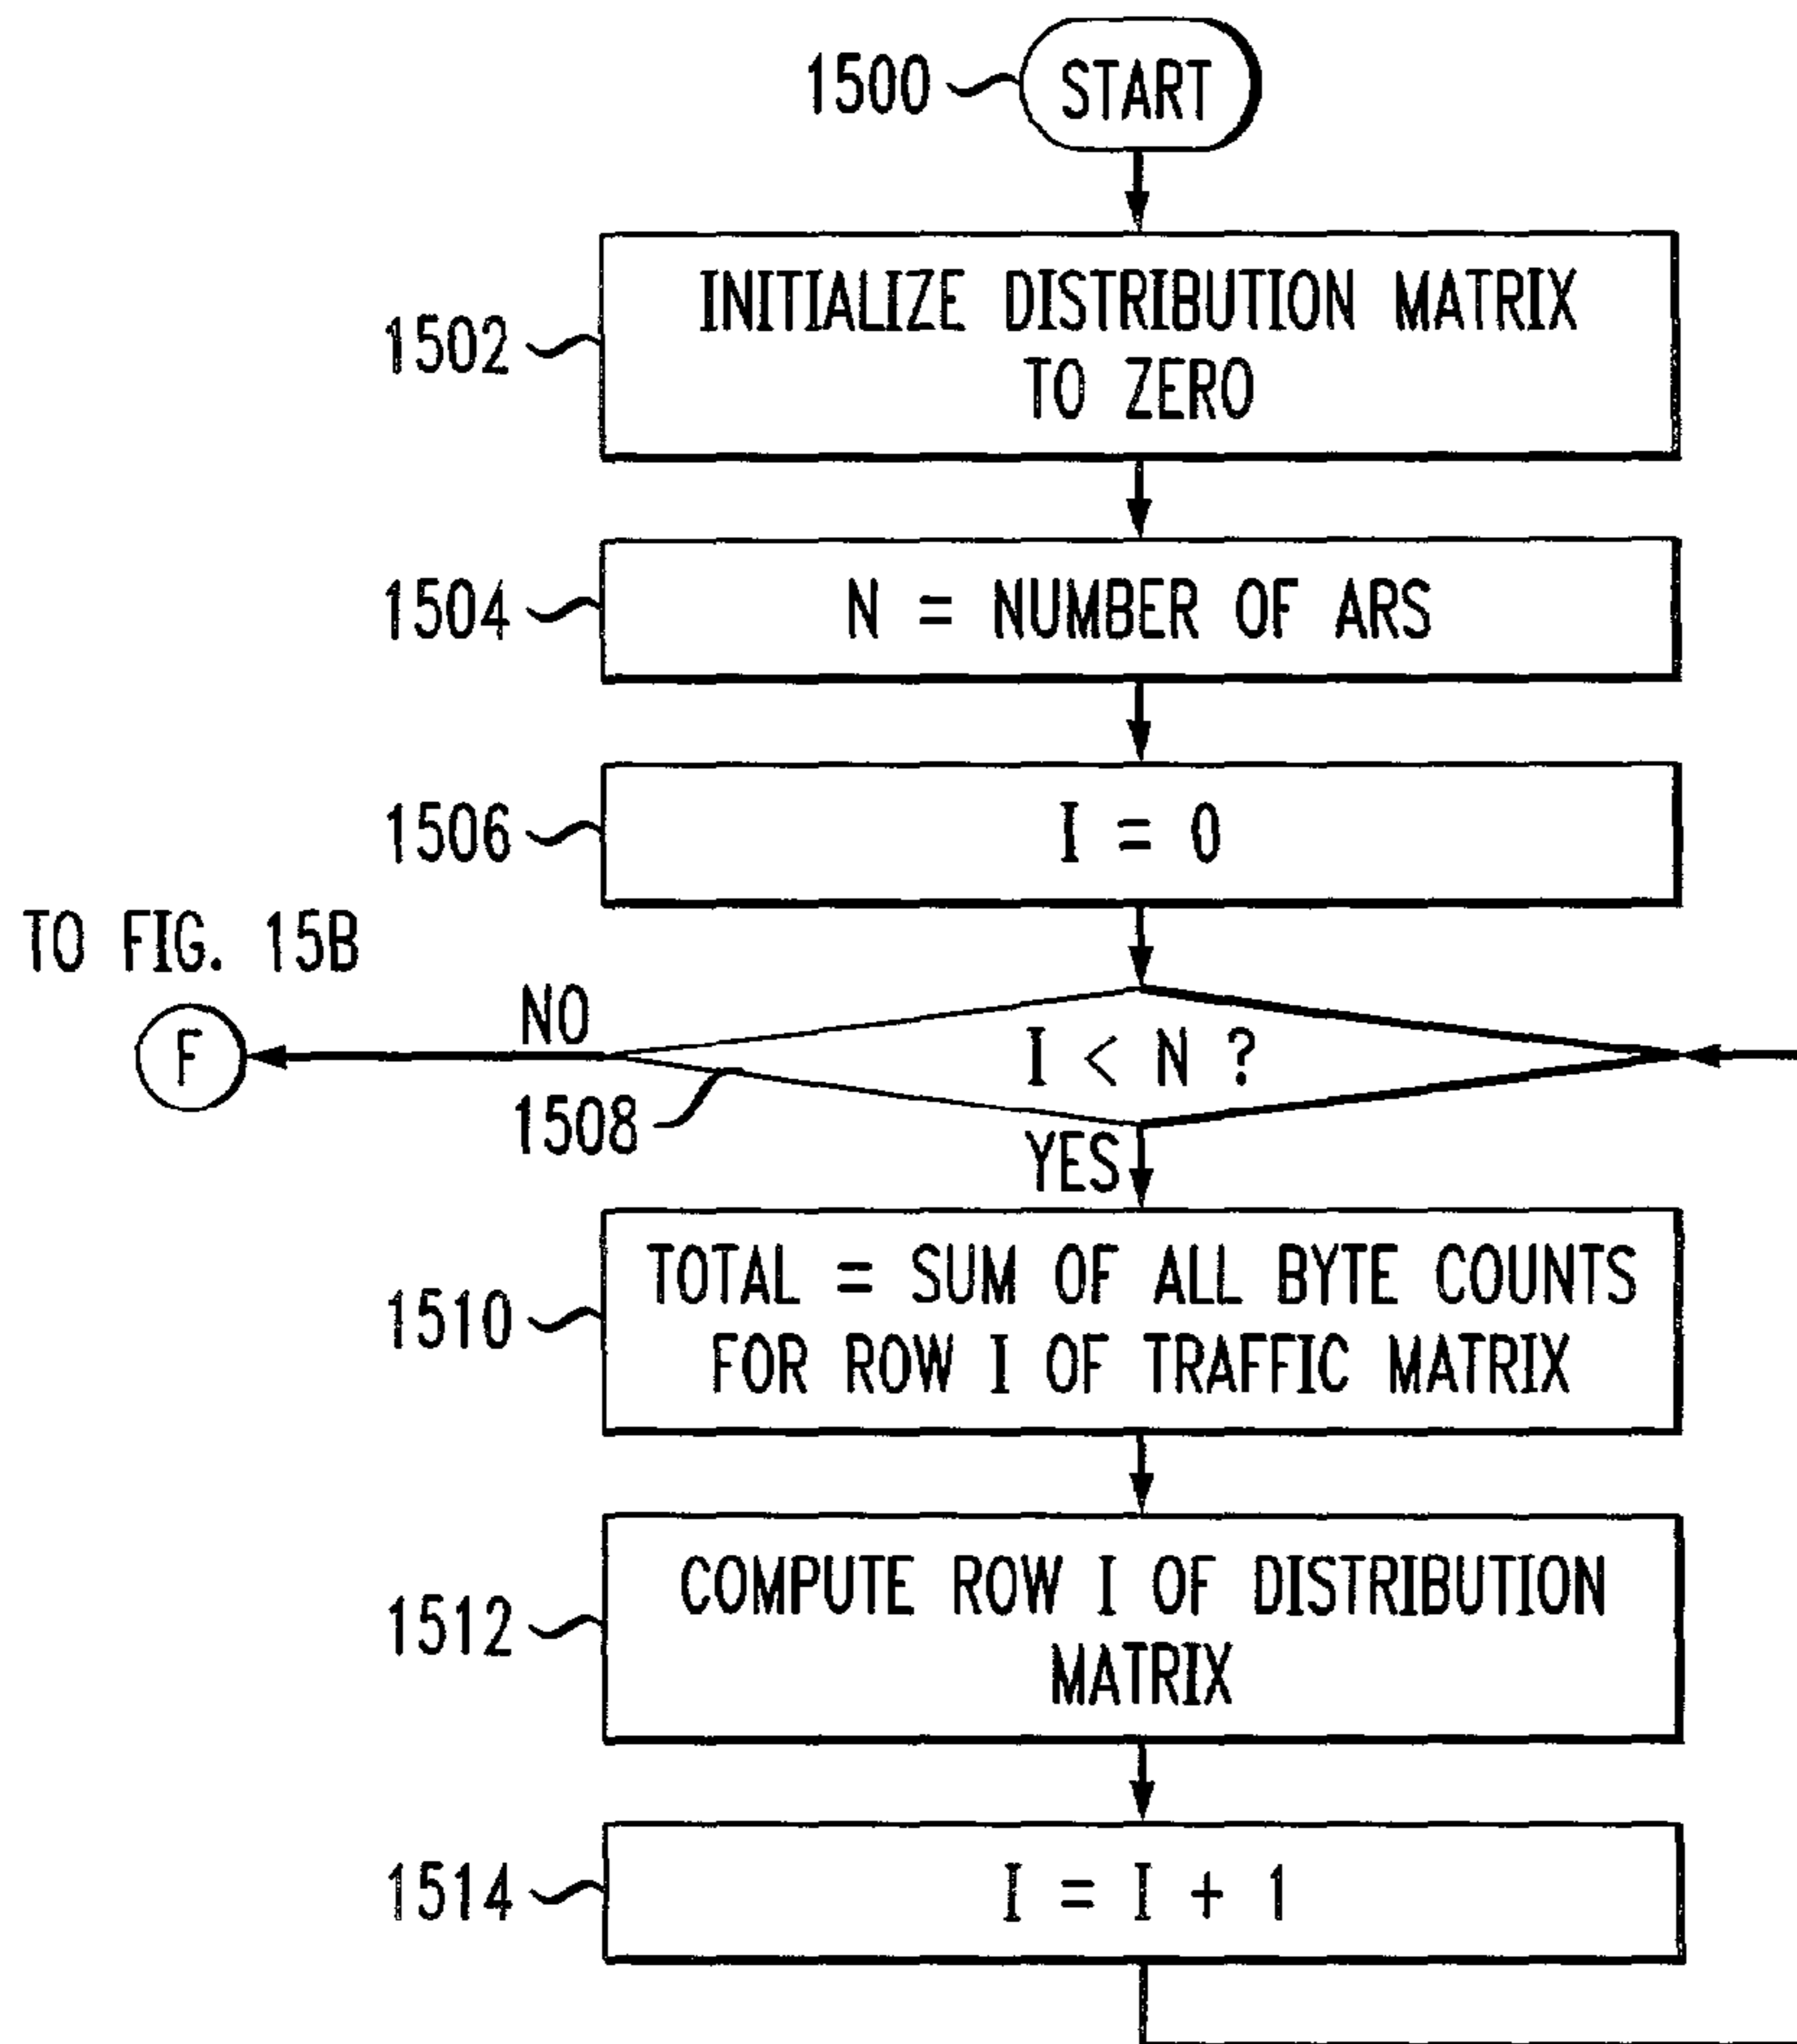 1500
START
1502
INITIALIZE DISTRIBUTION MATRIX
TO ZERO
1504
N = NUMBER OF ARS
1506
I = 0
TO FIG. 15B
F
NO
I < N ?
1508
YES
1510
TOTAL = SUM OF ALL BYTE COUNTS
FOR ROW I OF TRAFFIC MATRIX
1512
COMPUTE ROW I OF DISTRIBUTION
MATRIX
1514
I = I + 1